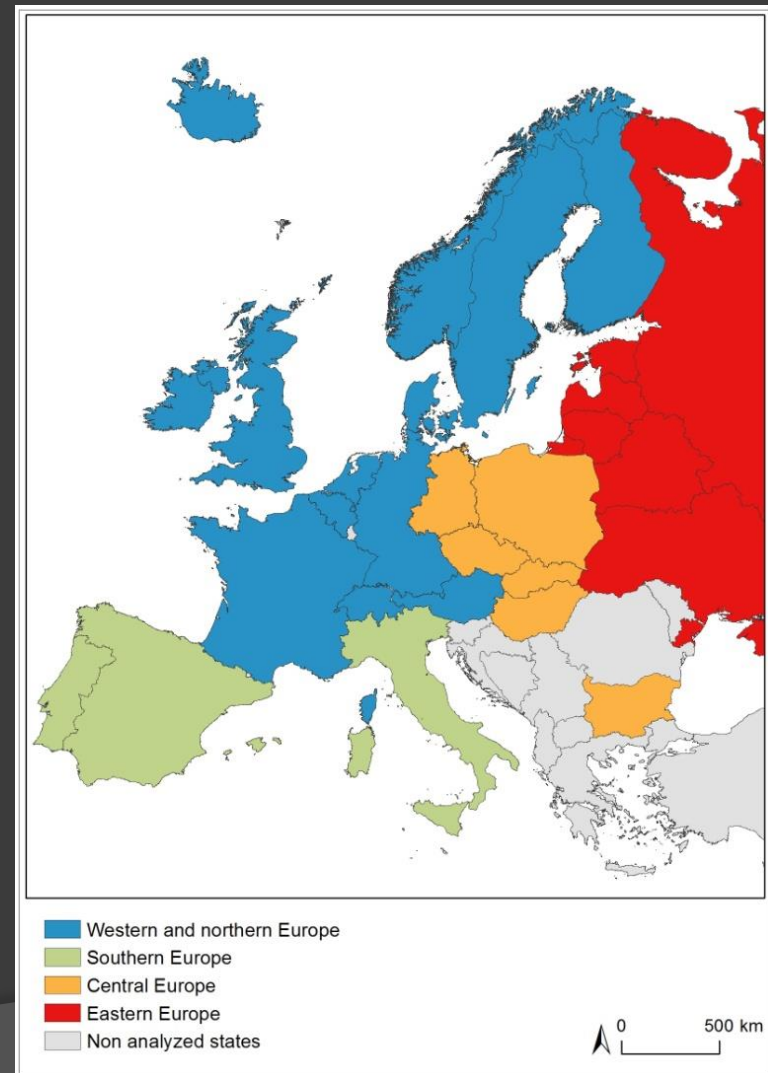 Western and northern Europe
Southern Europe
Central Europe
Eastern Europe
Non analyzed states
0 500 km